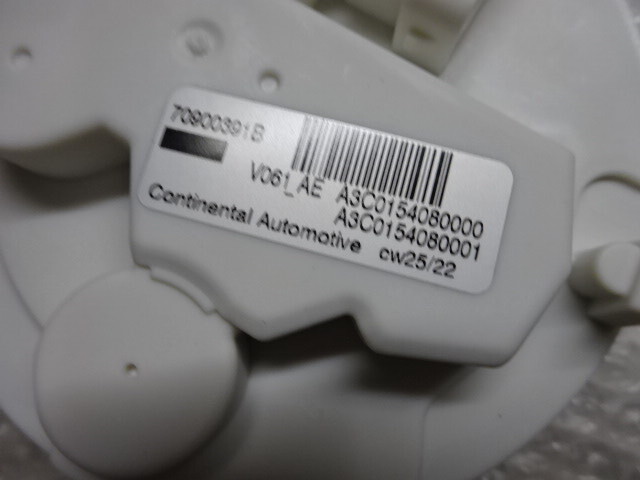 70900391B
V061_AE A3C0154080000
A3C0154080001
Continental Automotive cw25/22